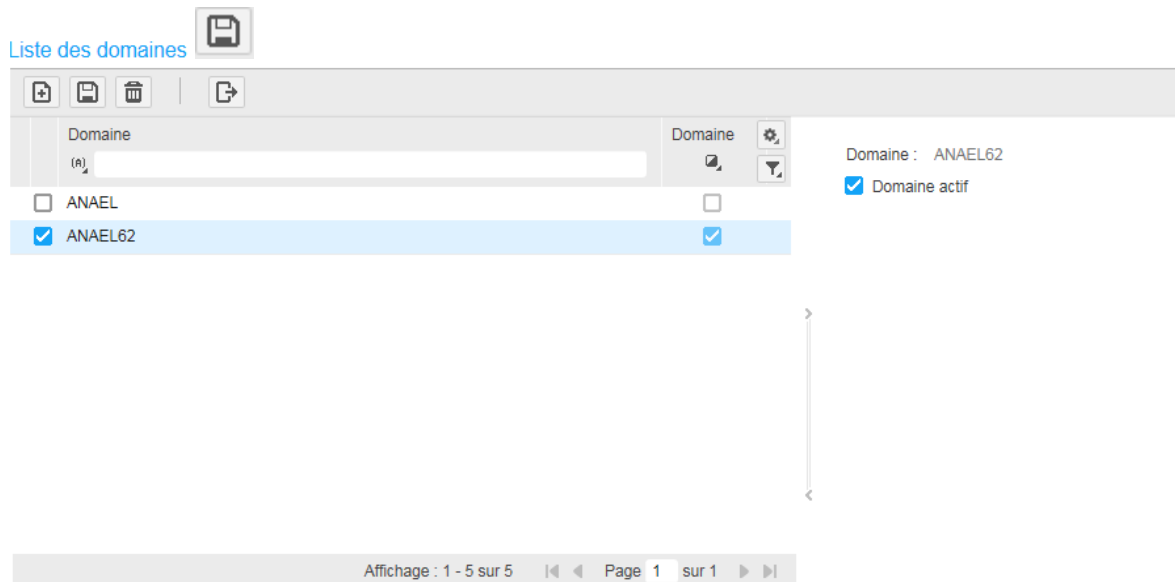 Liste des domaines
Domaine Domaine
(A)
Domaine : ANAEL62
Domaine actif
ANAEL
ANAEL62
Affichage : 1 - 5 sur 5 Page 1 sur 1